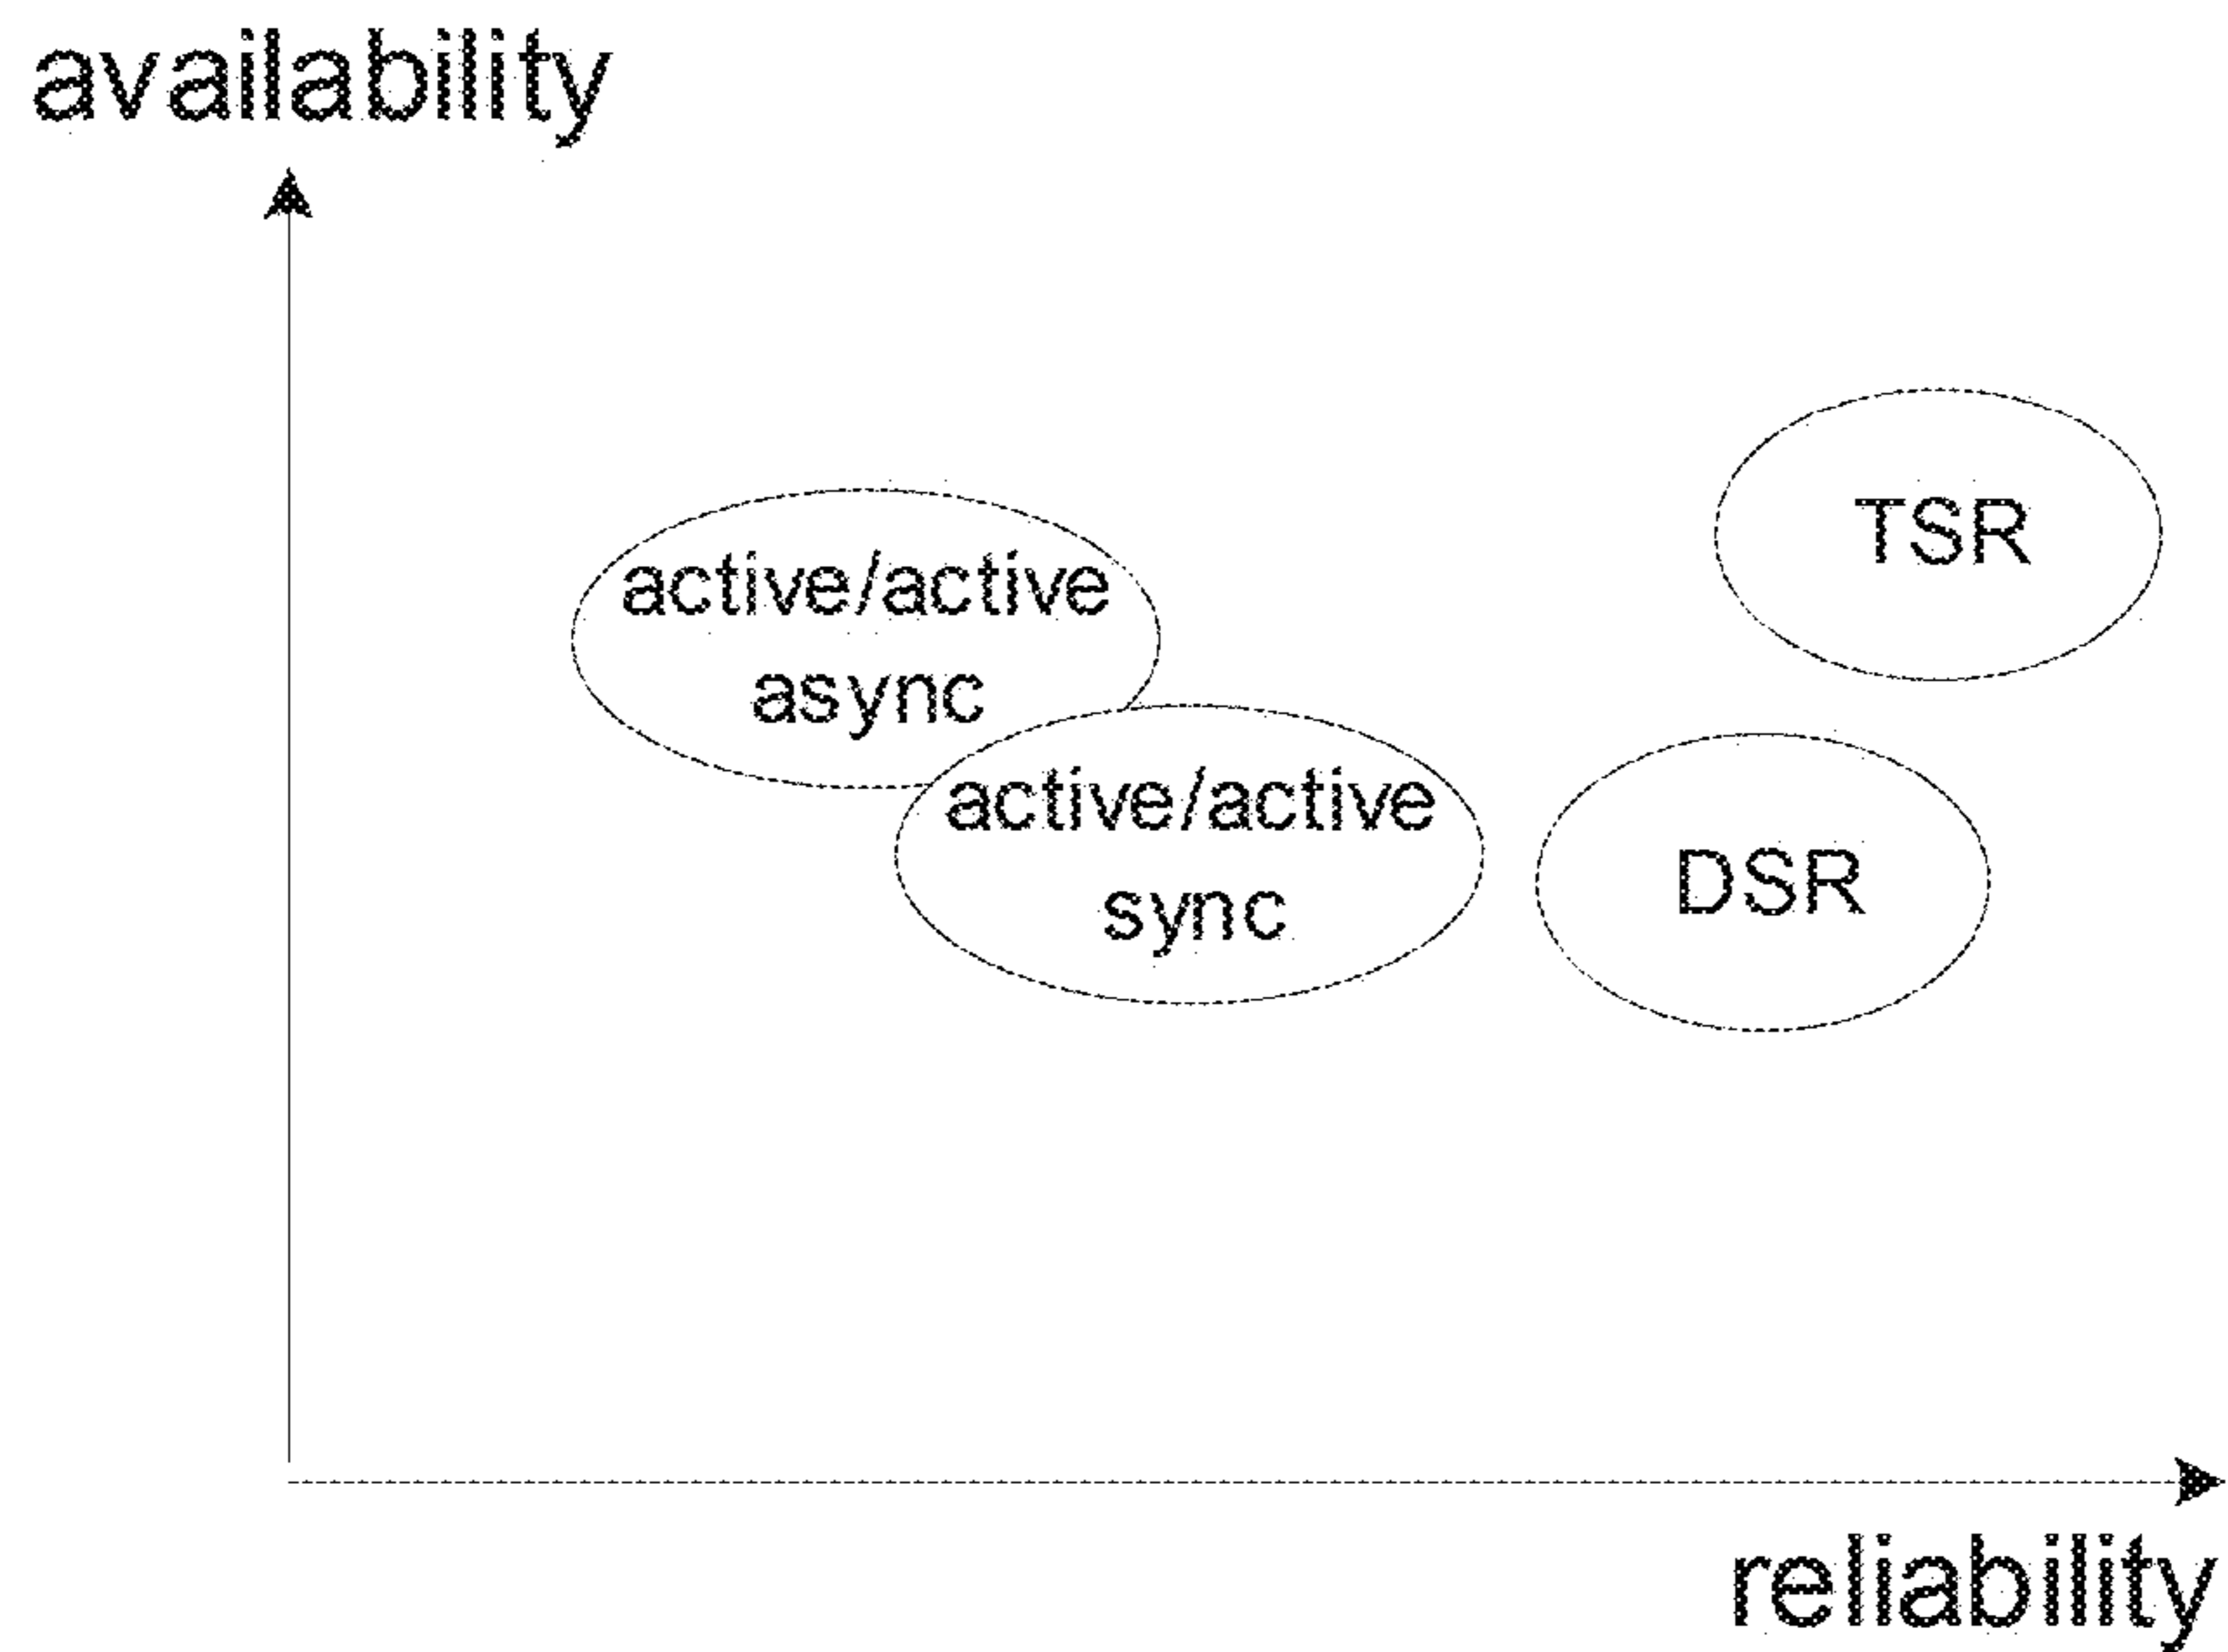 availability
TSR
active/active
async
active/active
sync
DSR
reliability